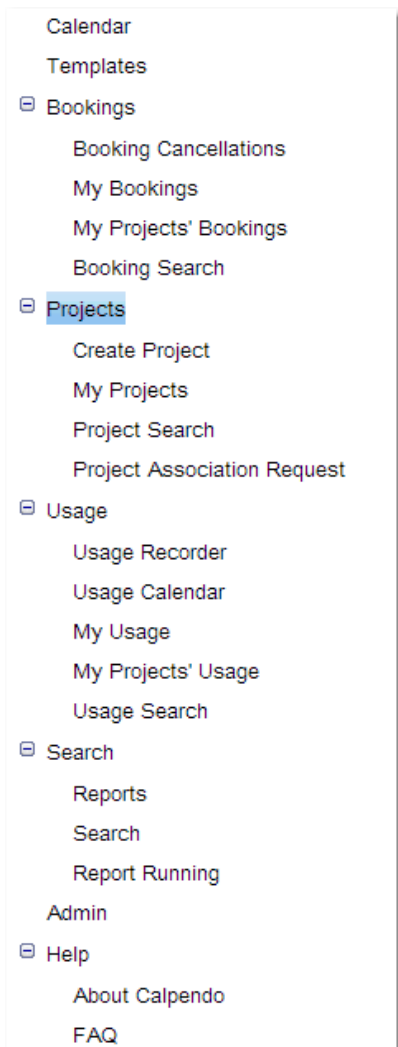 Calendar
Templates
Bookings
Booking Cancellations
My Bookings
My Projects' Bookings
Booking Search
Projects
Create Project
My Projects
Project Search
Project Association Request
Usage
Usage Recorder
Usage Calendar
My Usage
My Projects' Usage
Usage Search
Search
Reports
Search
Report Running
Admin
Help
About Calpendo
FAQ